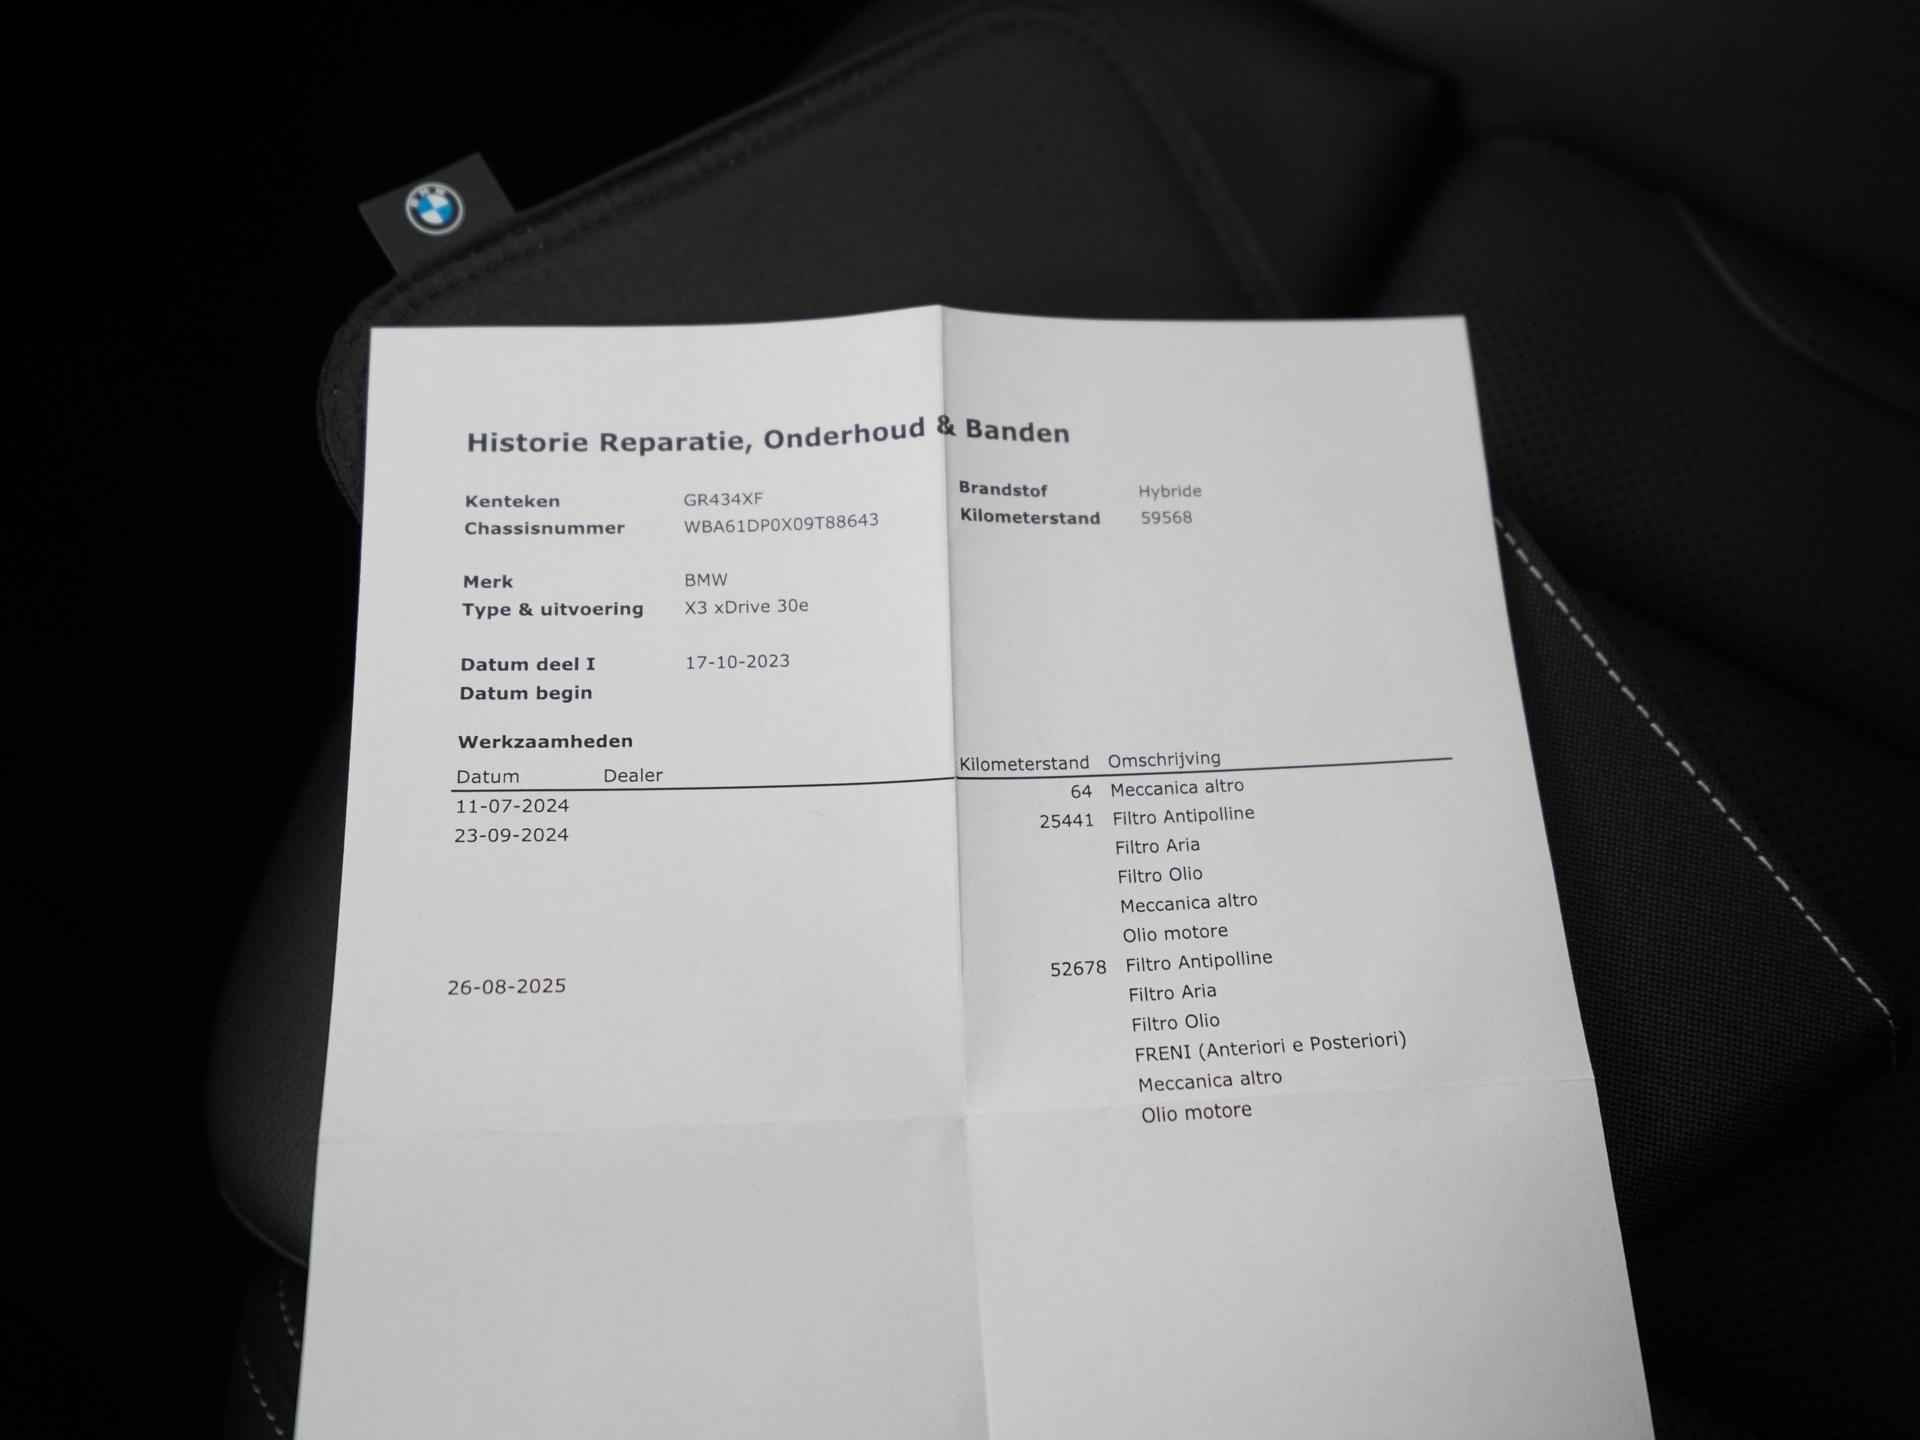 BMW
Historie Reparatie, Onderhoud & Banden
Kenteken GR434XF Brandstof Hybride
Chassisnummer WBA61DP0X09T88643 Kilometerstand 59568
Merk BMW
Type & uitvoering X3 xDrive 30e
Datum deel I 17-10-2023
Datum begin
Werkzaamheden
Datum Dealer Kilometerstand Omschrijving
11-07-2024 64 Meccanica altro
23-09-2024 25441 Filtro Antipolline
Filtro Aria
Filtro Olio
Meccanica altro
Olio motore
26-08-2025 52678 Filtro Antipolline
Filtro Aria
Filtro Olio
FRENI (Anteriori e Posteriori)
Meccanica altro
Olio motore